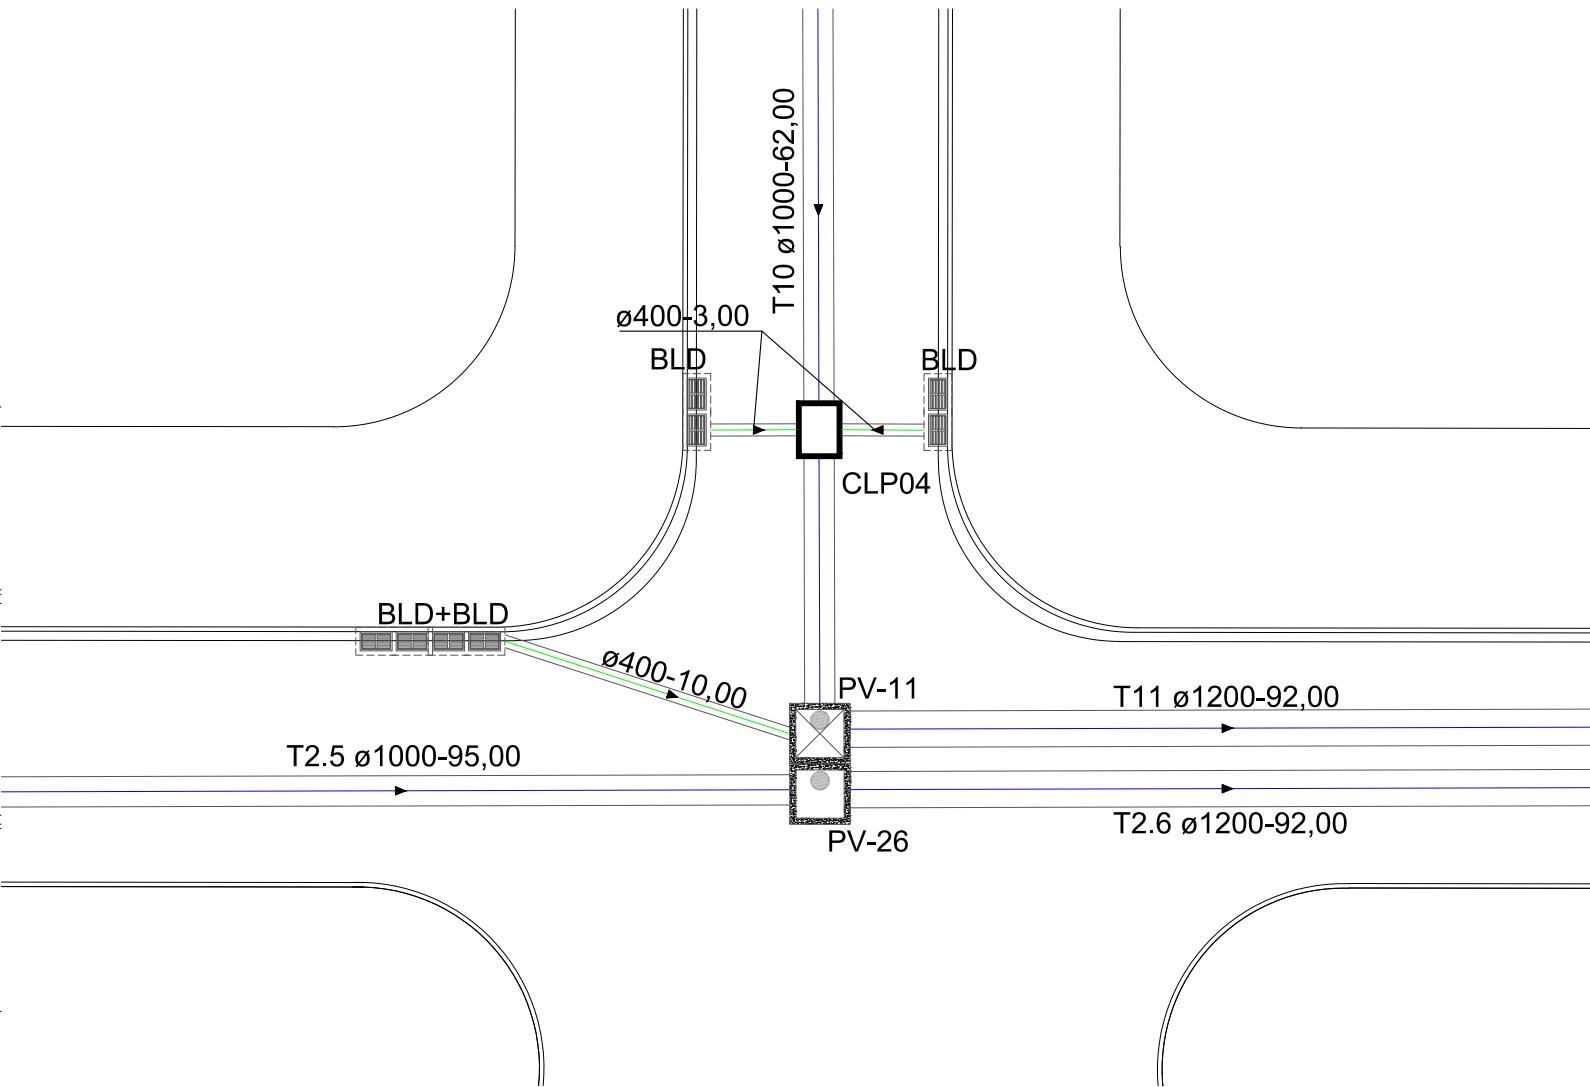 T10 ø1000-62,00
ø400-3,00
BLD
BLD
CLP04
BLD+BLD
ø400-10,00
PV-11
T11 ø1200-92,00
T2.5 ø1000-95,00
T2.6 ø1200-92,00
PV-26